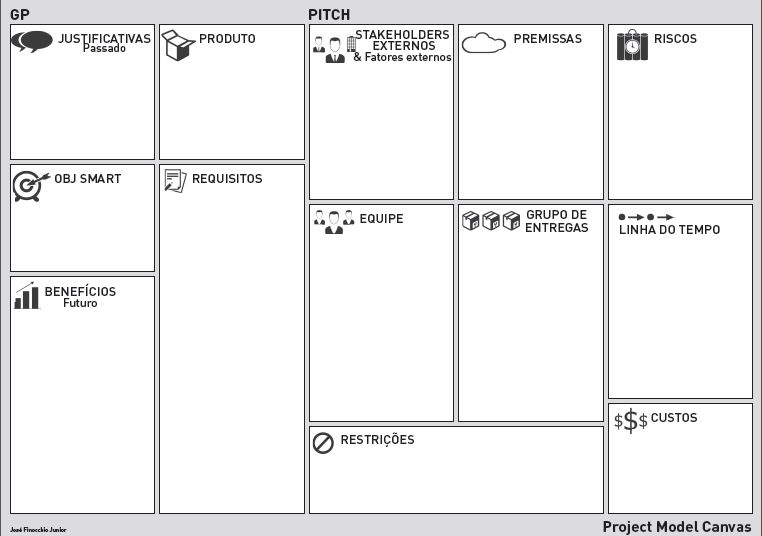 GP
PITCH
JUSTIFICATIVAS
Passado
PRODUTO
STAKEHOLDERS
EXTERNOS
& Fatores externos
PREMISSAS
RISCOS
OBJ SMART
REQUISITOS
EQUIPE
GRUPO DE
ENTREGAS
LINHA DO TEMPO
BENEFÍCIOS
Futuro
RESTRIÇÕES
$$$ CUSTOS
José Finocchio Junior
Project Model Canvas